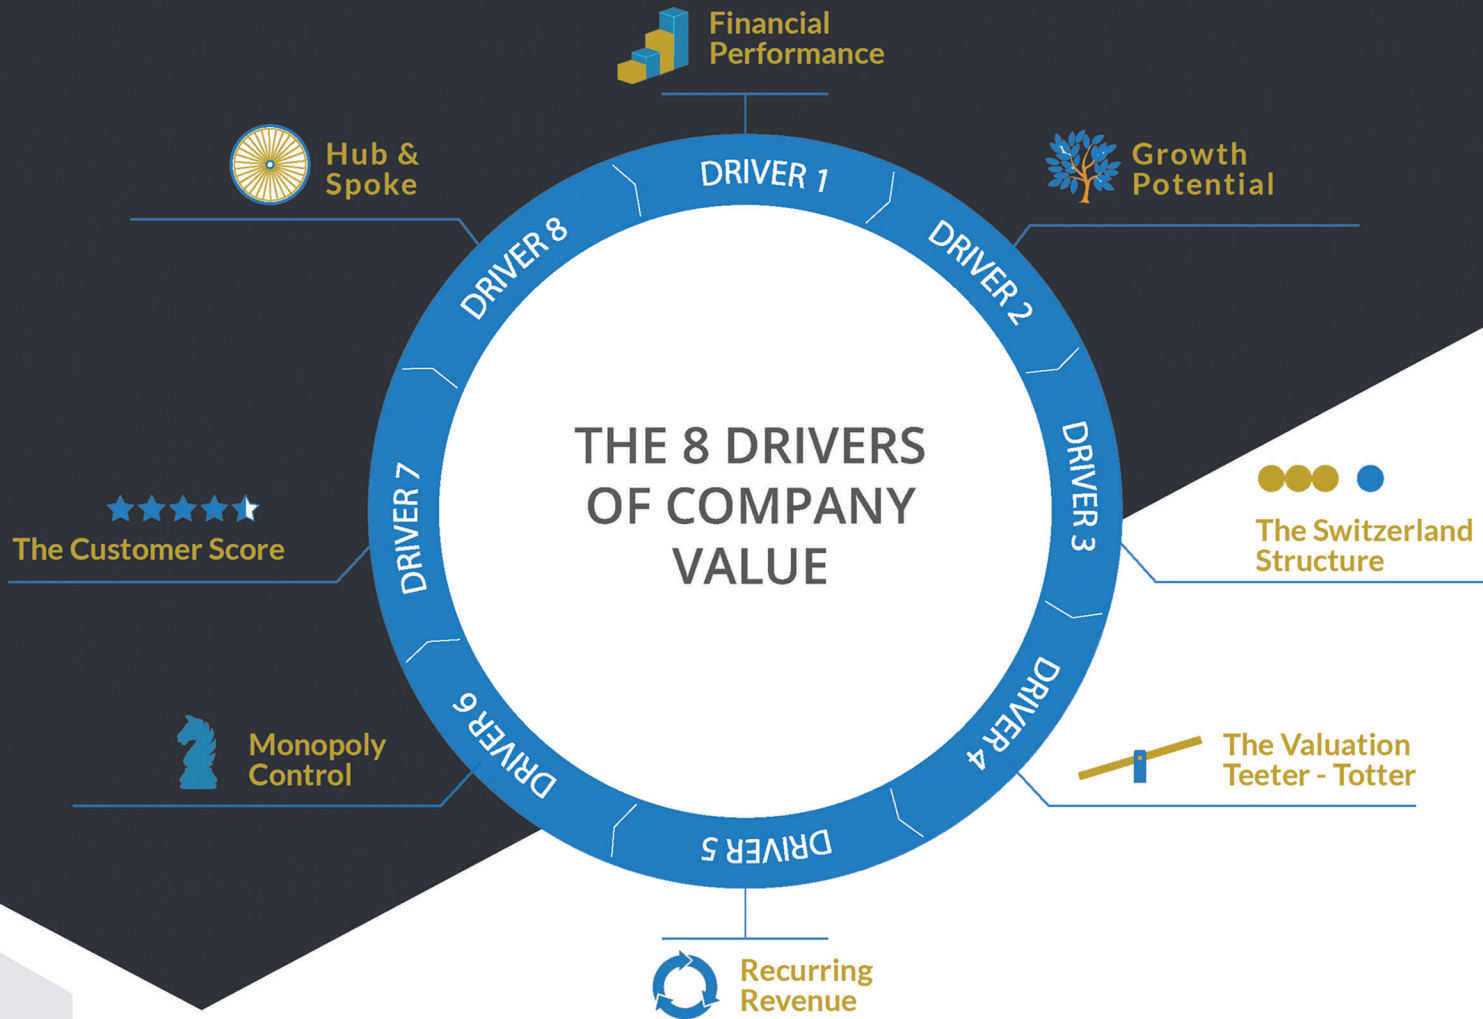 Financial
Performance
Hub &
Spoke
Growth
Potential
DRIVER 1
DRIVER 2
DRIVER 3
DRIVER 4
DRIVER 5
DRIVER 6
DRIVER 7
DRIVER 8
THE 8 DRIVERS
OF COMPANY
VALUE
The Switzerland
Structure
The Customer Score
The Valuation
Teeter - Totter
Monopoly
Control
Recurring
Revenue